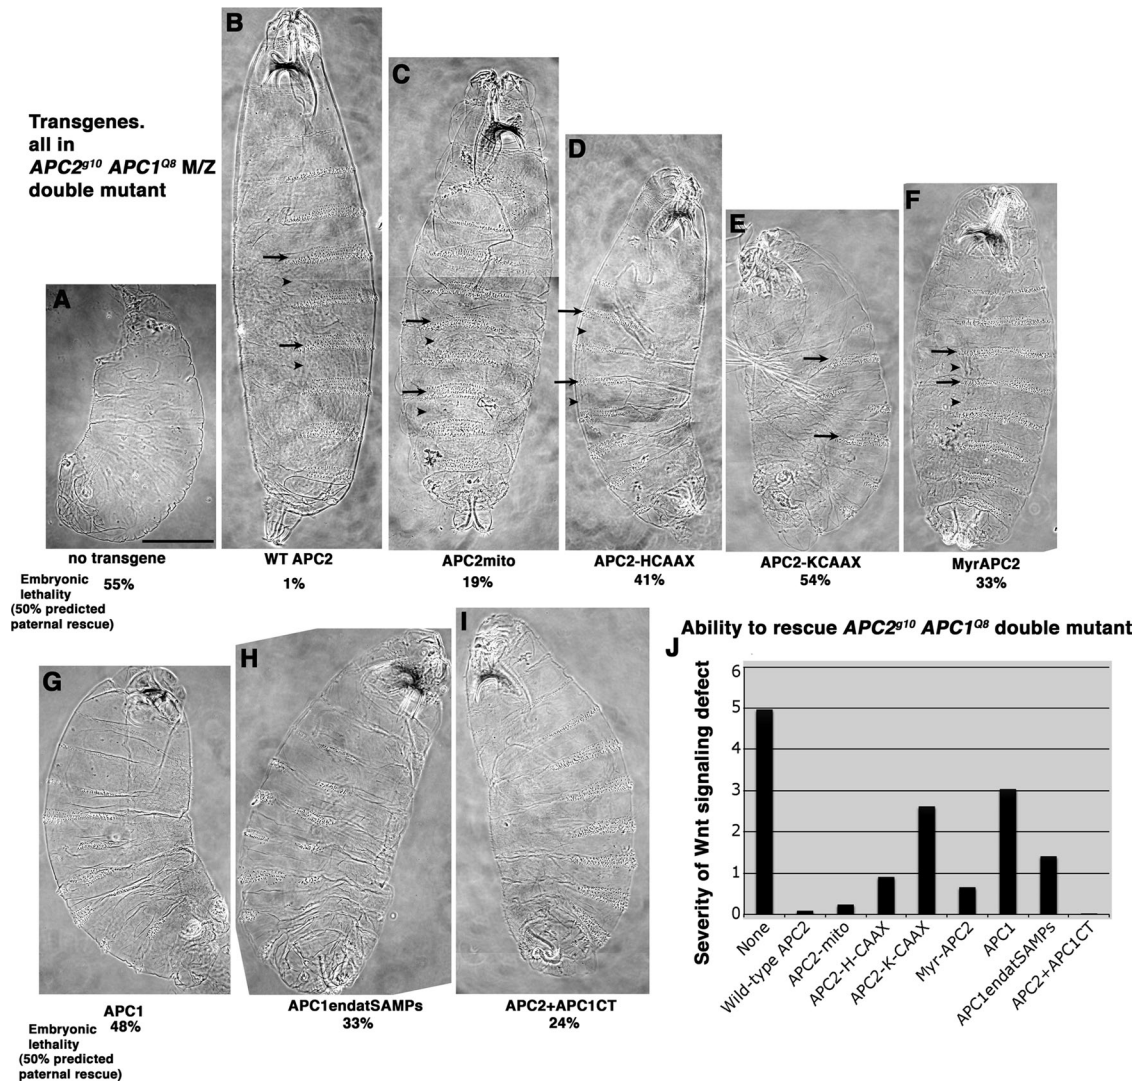 B
C
Transgenes.
all in
APC2g10 APC1Q8 M/Z
double mutant
D
F
E
A
no transgene
WT APC2
APC2mito
APC2-HCAAX
APC2-KCAAX
MyrAPC2
Embryonic
lethality
(50% predicted
paternal rescue)
55%
1%
19%
41%
54%
33%
G
H
I
APC1
48%
APC1endatSAMPs
33%
APC2+APC1CT
24%
Embryonic
lethality
(50% predicted
paternal rescue)
Ability to rescue APC2g10 APC1Q8 double mutant
J
Severity of Wnt signaling defect
6
5
4
3
2
1
0
None
Wild-type APC2
APC2-mito
APC2-H-CAAX
APC2-K-CAAX
Myr-APC2
APC1
APC1endatSAMPs
APC2+APC1CT